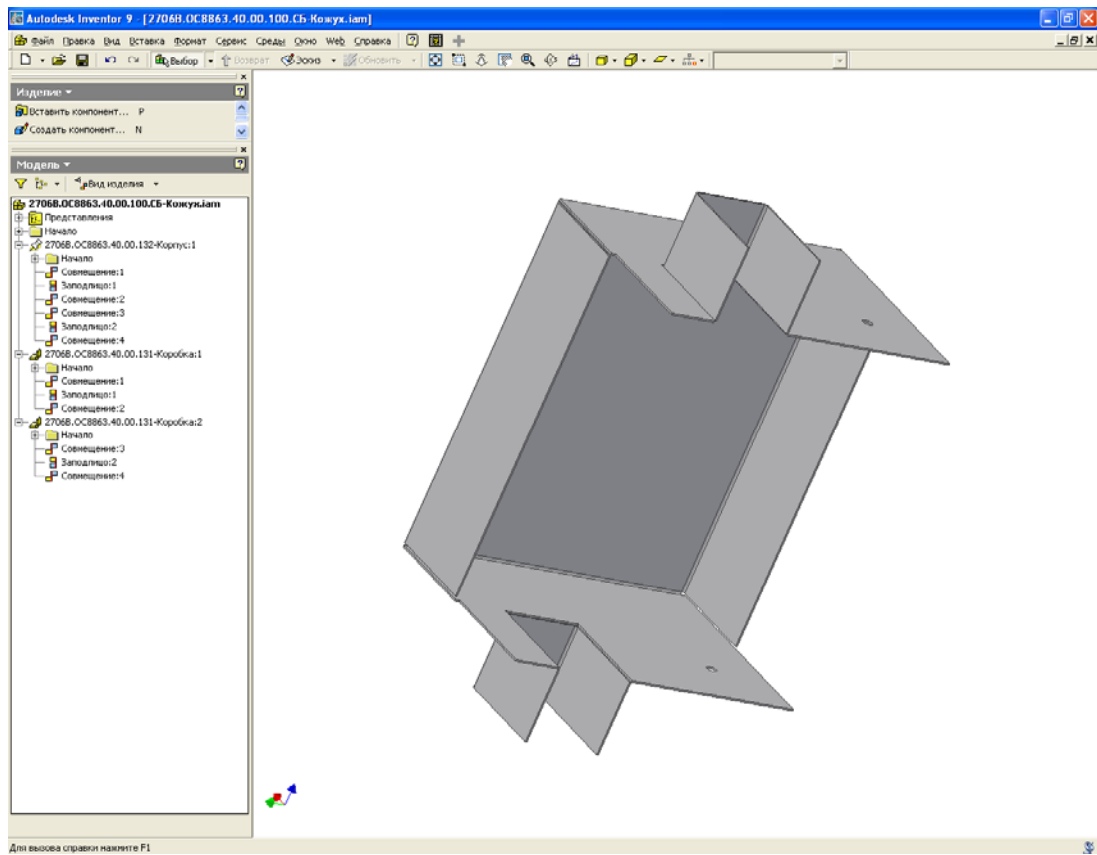 Autodesk Inventor 9 - [2706В.ОС8863.40.00.100.СБ-Кожух.iam]
Файл Правка Вид Вставка Формат Сервис Среды Окно Web Справка
Выбор Возврат Эскиз Обновить
Изделие
Вставить компонент... P
Создать компонент... N
Модель
Вид изделия
2706В.ОС8863.40.00.100.СБ-Кожух.iam
Представления
Начало
2706В.ОС8863.40.00.132-Корпус:1
Начало
Совмещение:1
Заподлицо:1
Совмещение:2
Совмещение:3
Заподлицо:2
Совмещение:4
2706В.ОС8863.40.00.131-Коробка:1
Начало
Совмещение:1
Заподлицо:1
Совмещение:2
2706В.ОС8863.40.00.131-Коробка:2
Начало
Совмещение:3
Заподлицо:2
Совмещение:4
Для вызова справки нажмите F1